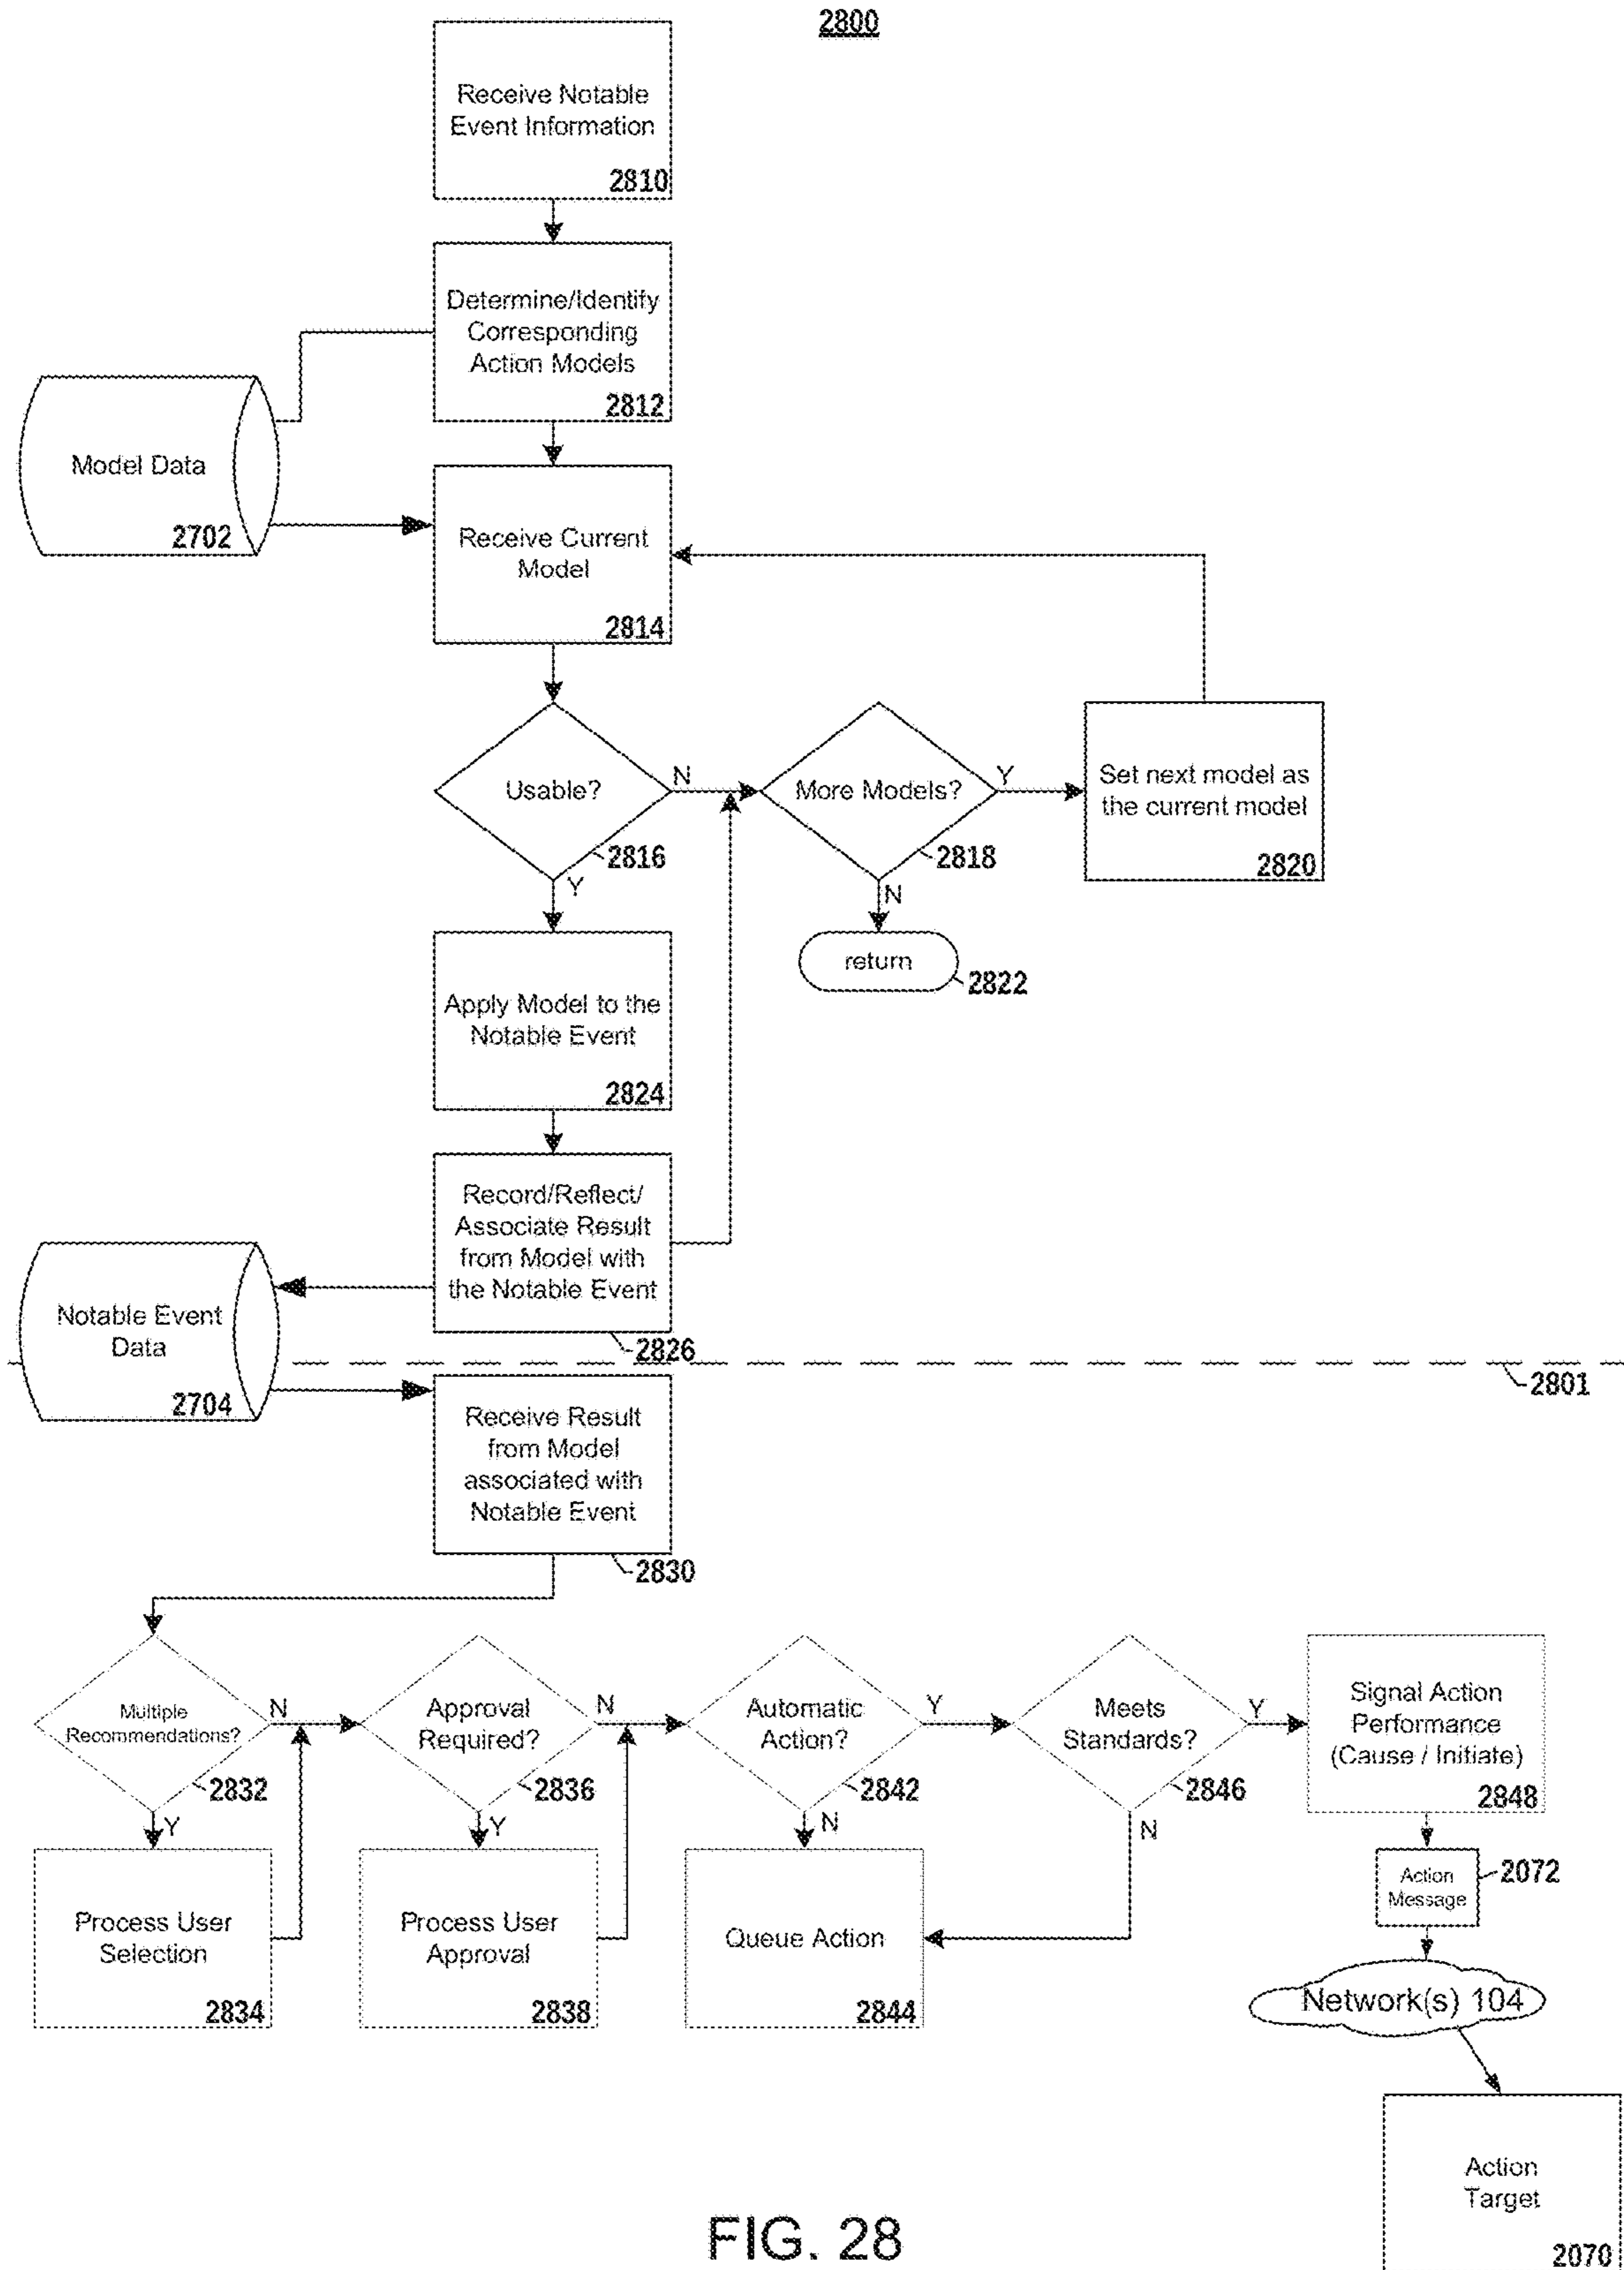 2800
Receive Notable
Event Information
2810
Determine/Identify
Corresponding
Action Models
2812
Model Data
2702
Receive Current
Model
2814
Usable?
N
2816
Y
More Models?
Y
2818
N
Set next model as
the current model
2820
return
2822
Apply Model to the
Notable Event
2824
Record/Reflect/
Associate Result
from Model with
the Notable Event
2826
Notable Event
Data
2704
2801
Receive Result
from Model
associated with
Notable Event
2830
Multiple
Recommendations?
N
2832
Y
Approval
Required?
N
2836
Y
Automatic
Action?
Y
2842
N
Meets
Standards?
Y
2846
N
Signal Action
Performance
(Cause / Initiate)
2848
Process User
Selection
2834
Process User
Approval
2838
Queue Action
2844
Action
Message
2072
Network(s) 104
Action
Target
2070
FIG. 28